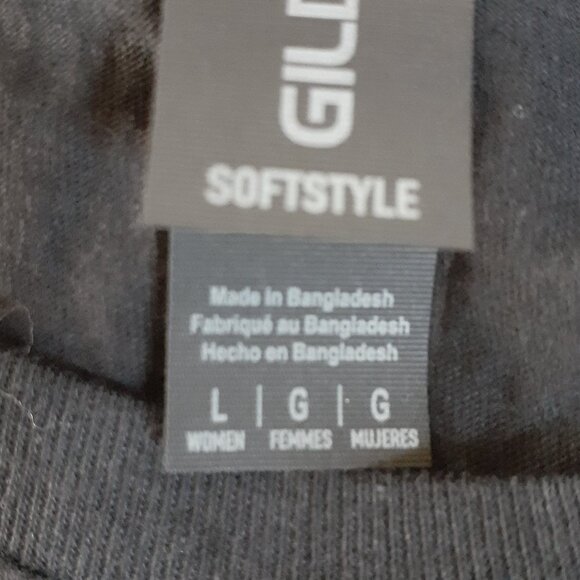 GILD
SOFTSTYLE
Made in Bangladesh
Fabriqué au Bangladesh
Hecho en Bangladesh
L | G | G
WOMEN FEMMES MUJERES